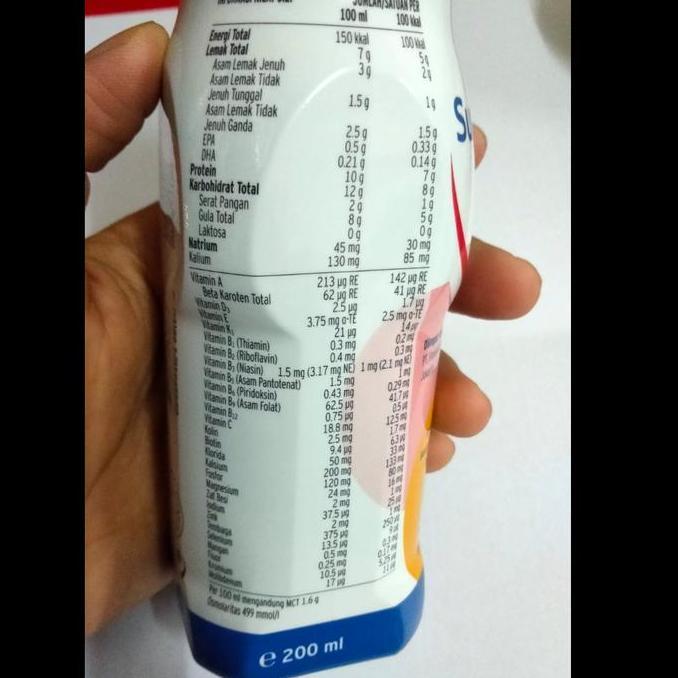 JUMLAH/SATUAN PER
100 ml 100 kkal
Energi Total 150 kkal 100 kkal
Lemak Total 7 g 5 g
Asam Lemak Jenuh 3 g 2 g
Asam Lemak Tidak
Jenuh Tunggal 1.5 g 1 g
Asam Lemak Tidak
Jenuh Ganda 2.5 g 1.5 g
EPA 0.5 g 0.33 g
DHA 0.21 g 0.14 g
Protein 10 g 7 g
Karbohidrat Total 12 g 8 g
Serat Pangan 2 g 1 g
Gula Total 8 g 5 g
Laktosa 0 g 0 g
Natrium 45 mg 30 mg
Kalium 130 mg 85 mg
Vitamin A 213 µg RE 142 µg RE
Beta Karoten Total 62 µg RE 41 µg RE
Vitamin D₃ 2.5 µg 1.7 µg
Vitamin E 3.75 mg α-TE 2.5 mg α-TE
Vitamin K₁ 21 µg 14 µg
Vitamin B₁ (Thiamin) 0.3 mg 0.2 mg
Vitamin B₂ (Riboflavin) 0.4 mg 0.3 mg
Vitamin B₃ (Niasin) 1.5 mg (3.17 mg NE) 1 mg (2.1 mg NE)
Vitamin B₅ (Asam Pantotenat) 1.5 mg 1 mg
Vitamin B₆ (Piridoksin) 0.43 mg 0.29 mg
Vitamin B₉ (Asam Folat) 62.5 µg 41.7 µg
Vitamin B₁₂ 0.75 µg 0.5 µg
Vitamin C 18.8 mg 12.5 mg
Kolin 2.5 mg 1.7 mg
Biotin 9.4 µg 6.3 µg
Klorida 50 mg 33 mg
Kalsium 200 mg 133 mg
Fosfor 120 mg 80 mg
Magnesium 24 mg 16 mg
Zat Besi 2 mg 1 mg
Iodium 37.5 µg 25 µg
Zink 2 mg 1 mg
Tembaga 375 µg 250 µg
Selenium 13.5 µg 9 µg
Mangan 0.5 mg 0.3 mg
Fluor 0.25 mg 0.17 mg
Kromium 10.5 µg
Molibdenum 17 µg 11 µg
Per 100 ml mengandung MCT 1.6 g
Osmolaritas 499 mmol/l
e 200 ml